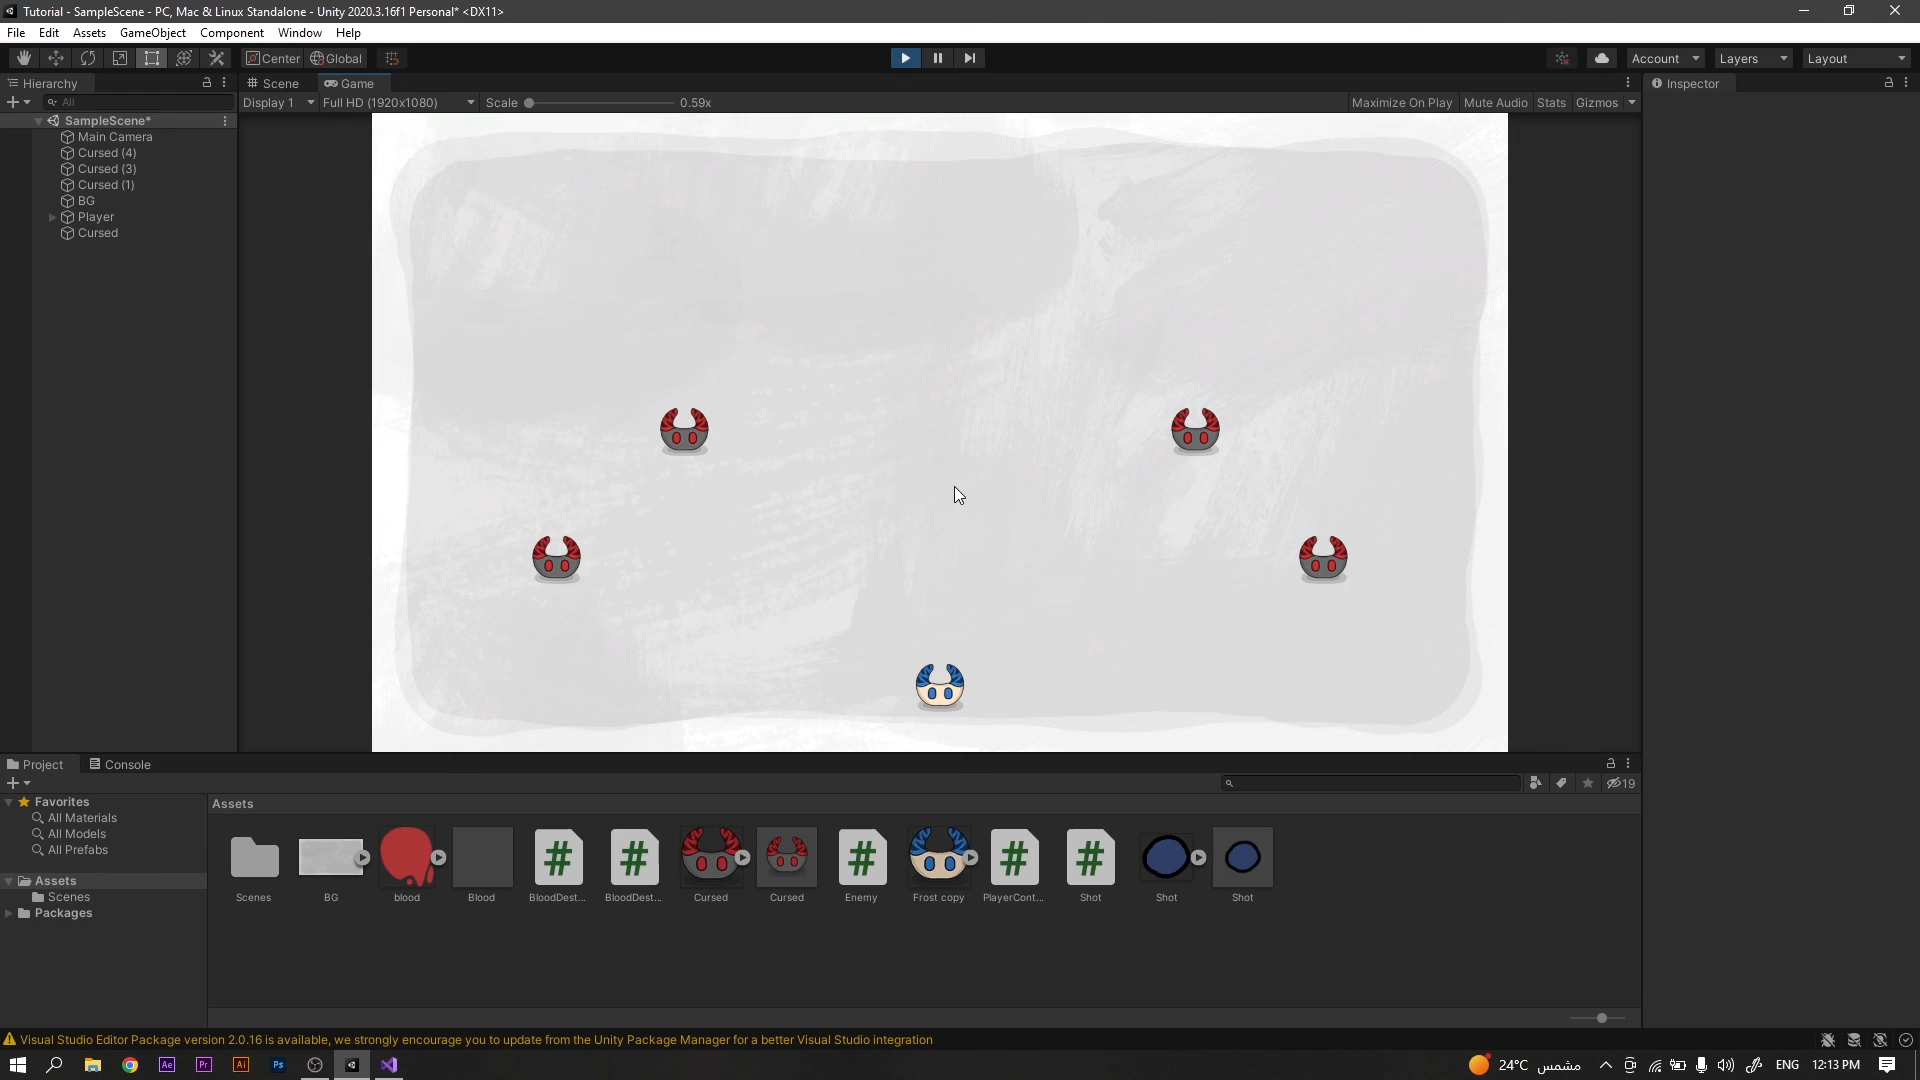 Tutorial - SampleScene - PC, Mac & Linux Standalone - Unity 2020.3.16f1 Personal* <DX11>
File Edit Assets GameObject Component Window Help
Center Global Account Layers Layout
Hierarchy Scene Game Inspector
All Display 1 Full HD (1920x1080) Scale 0.59x Maximize On Play Mute Audio Stats Gizmos
SampleScene*
Main Camera
Cursed (4)
Cursed (3)
Cursed (1)
BG
Player
Cursed
Project Console
19
Favorites
All Materials
All Models
All Prefabs
Assets
Scenes
Packages
Assets
Scenes BG blood Blood BloodDest... BloodDest... Cursed Cursed Enemy Frost copy PlayerCont... Shot Shot Shot
Visual Studio Editor Package version 2.0.16 is available, we strongly encourage you to update from the Unity Package Manager for a better Visual Studio integration
Ae Pr Ai Ps 24°C مشمس ENG 12:13 PM